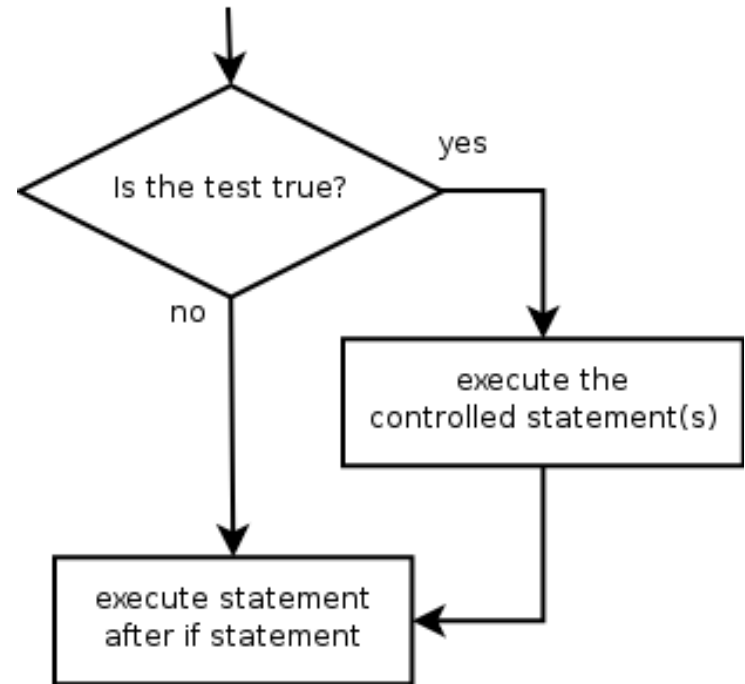 yes
Is the test true?
no
execute the
controlled statement(s)
execute statement
after if statement